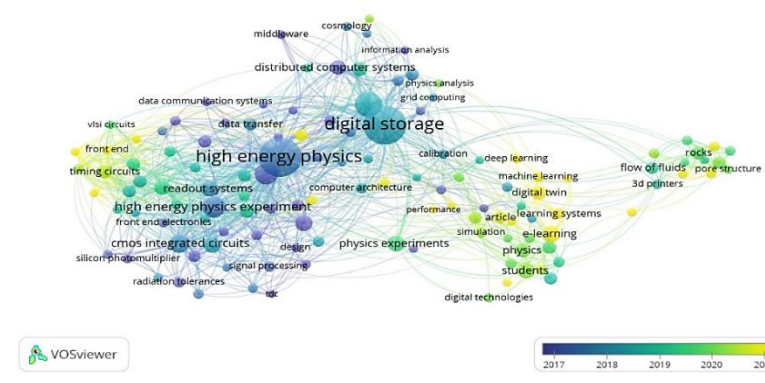 cosmology
middleware
information analysis
distributed computer systems
physics analysis
grid computing
data communication systems
digital storage
vlsi circuits
data transfer
front end
high energy physics
calibration
deep learning
rocks
timing circuits
flow of fluids
pore structure
machine learning
3d printers
readout systems
computer architecture
digital twin
high energy physics experiment
performance
article
learning systems
front end electronics
simulation
e-learning
cmos integrated circuits
design
physics experiments
physics
silicon photomultiplier
signal processing
students
radiation tolerances
tdc
digital technologies
VOSviewer
2017 2018 2019 2020 20